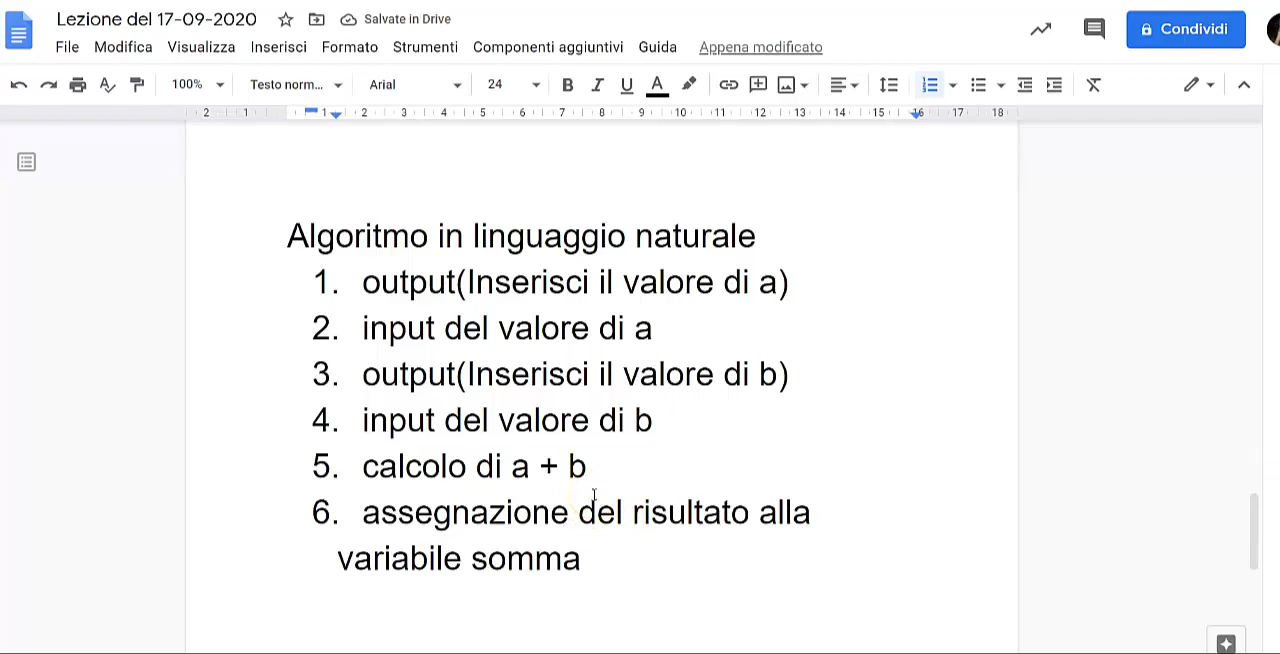 Lezione del 17-09-2020
Salvate in Drive
File Modifica Visualizza Inserisci Formato Strumenti Componenti aggiuntivi Guida Appena modificato
Condividi
100% Testo norm... Arial 24 B I U A
2 1 1 2 3 4 5 6 7 8 9 10 11 12 13 14 15 16 17 18
Algoritmo in linguaggio naturale
1. output(Inserisci il valore di a)
2. input del valore di a
3. output(Inserisci il valore di b)
4. input del valore di b
5. calcolo di a + b
6. assegnazione del risultato alla
variabile somma